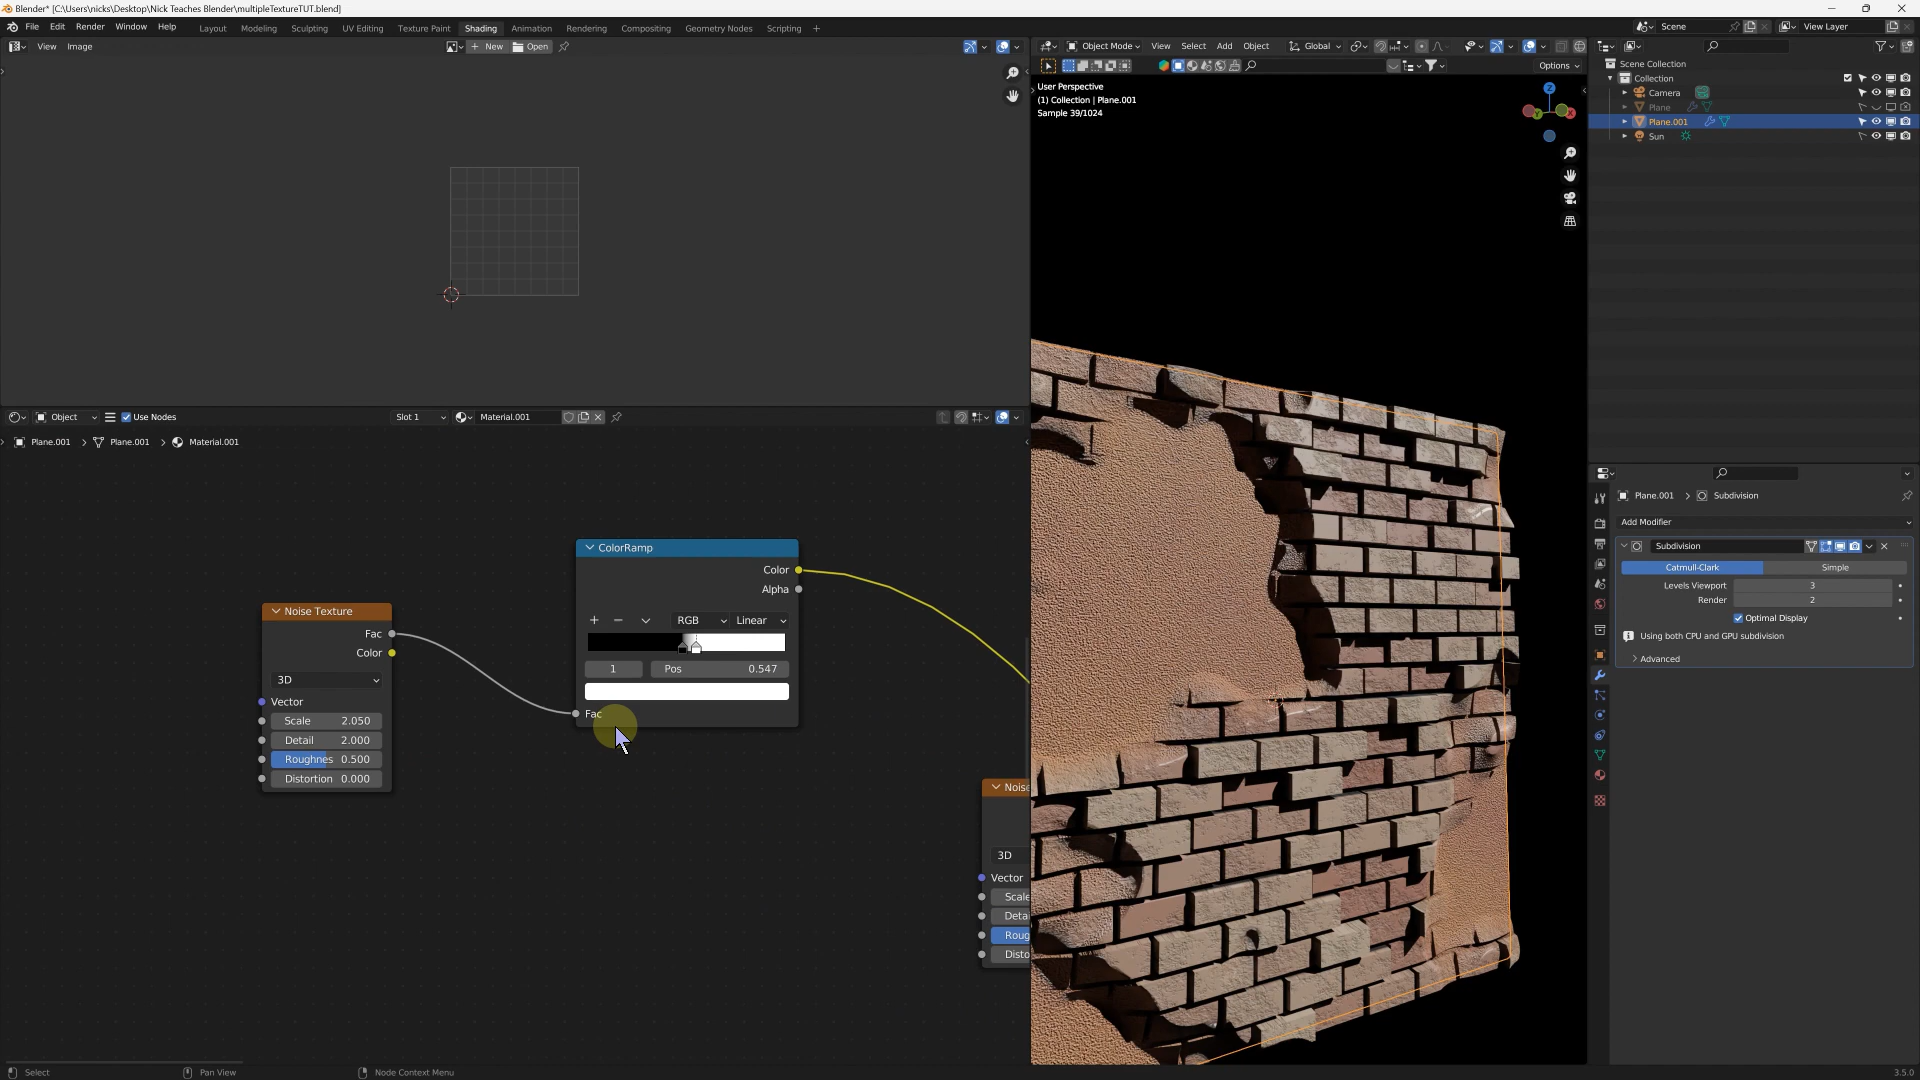 Blender* [C:\Users\nicks\Desktop\Nick Teaches Blender\multipleTextureTUT.blend]
File Edit Render Window Help Layout Modeling Sculpting UV Editing Texture Paint Shading Animation Rendering Compositing Geometry Nodes Scripting + Scene View Layer
View Image + New Open
Object Mode View Select Add Object Global
Options
User Perspective
(1) Collection | Plane.001
Sample 39/1024
Z
Y
X
Scene Collection
Collection
Camera
Plane
Plane.001
Sun
Object Use Nodes Slot 1 Material.001
Plane.001 > Plane.001 > Material.001
ColorRamp
Color
Alpha
+ − RGB Linear
1 Pos 0.547
Fac
Noise Texture
Fac
Color
3D
Vector
Scale 2.050
Detail 2.000
Roughnes 0.500
Distortion 0.000
Noise
3D
Vector
Scale
Deta
Roug
Disto
Plane.001 > Subdivision
Add Modifier
Subdivision
Catmull-Clark Simple
Levels Viewport 3
Render 2
Optimal Display
Using both CPU and GPU subdivision
Advanced
Select Pan View Node Context Menu 3.5.0